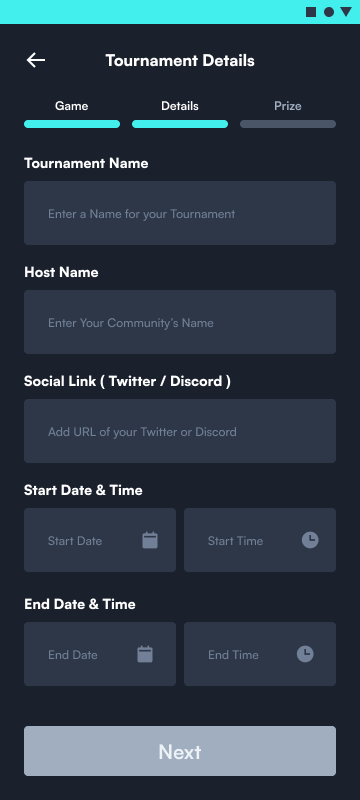 Tournament Details
Game Details Prize
Tournament Name
Enter a Name for your Tournament
Host Name
Enter Your Community's Name
Social Link ( Twitter / Discord )
Add URL of your Twitter or Discord
Start Date & Time
Start Date Start Time
End Date & Time
End Date End Time
Next